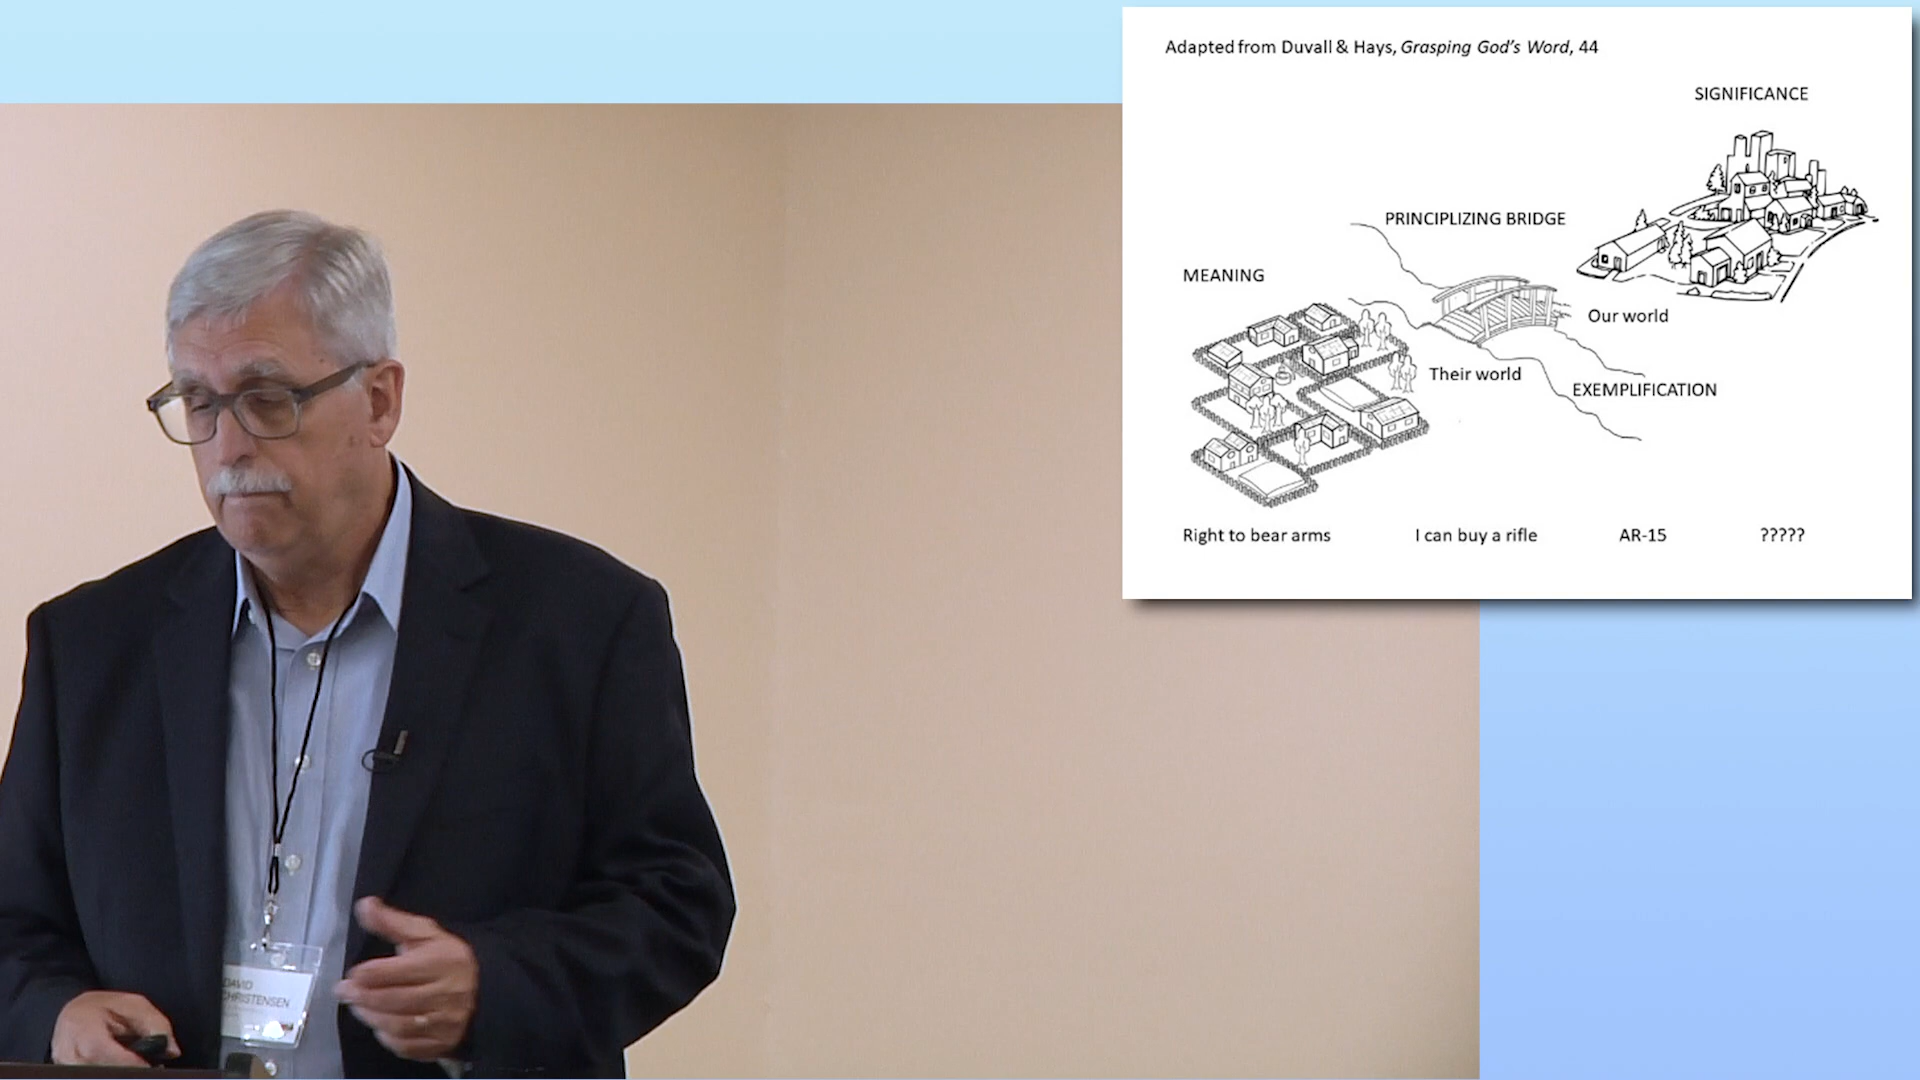 Adapted from Duvall & Hays, Grasping God's Word, 44
SIGNIFICANCE
PRINCIPLIZING BRIDGE
MEANING
Our world
Their world
EXEMPLIFICATION
Right to bear arms
I can buy a rifle
AR-15
?????
DAVID
CHRISTENSEN